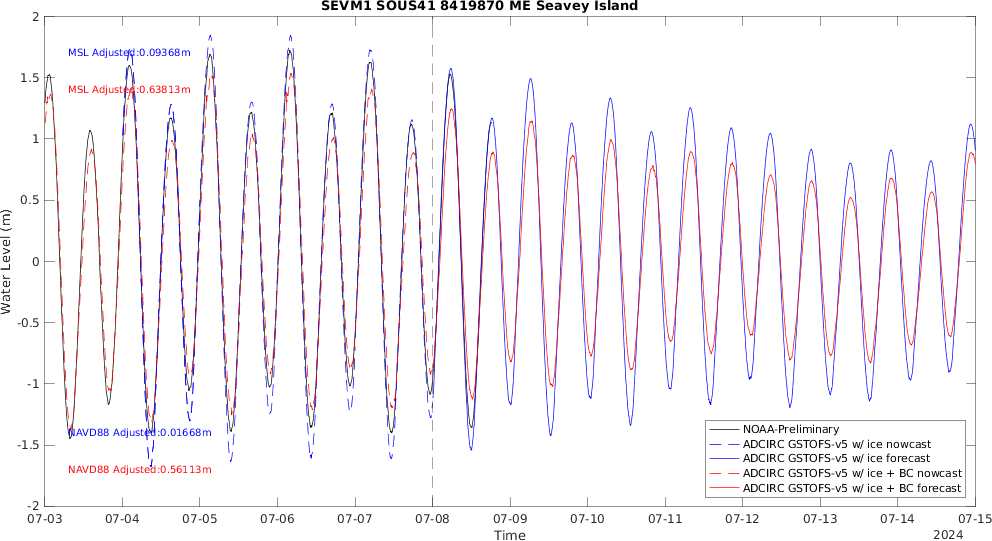 SEVM1 SOUS41 8419870 ME Seavey Island
2
1.5
1
0.5
0
-0.5
-1
-1.5
-2
Water Level (m)
MSL Adjusted:0.09368m
MSL Adjusted:0.63813m
NAVD88 Adjusted:0.01668m
NAVD88 Adjusted:0.56113m
NOAA-Preliminary
ADCIRC GSTOFS-v5 w/ ice nowcast
ADCIRC GSTOFS-v5 w/ ice forecast
ADCIRC GSTOFS-v5 w/ ice + BC nowcast
ADCIRC GSTOFS-v5 w/ ice + BC forecast
07-03 07-04 07-05 07-06 07-07 07-08 07-09 07-10 07-11 07-12 07-13 07-14 07-15
Time
2024